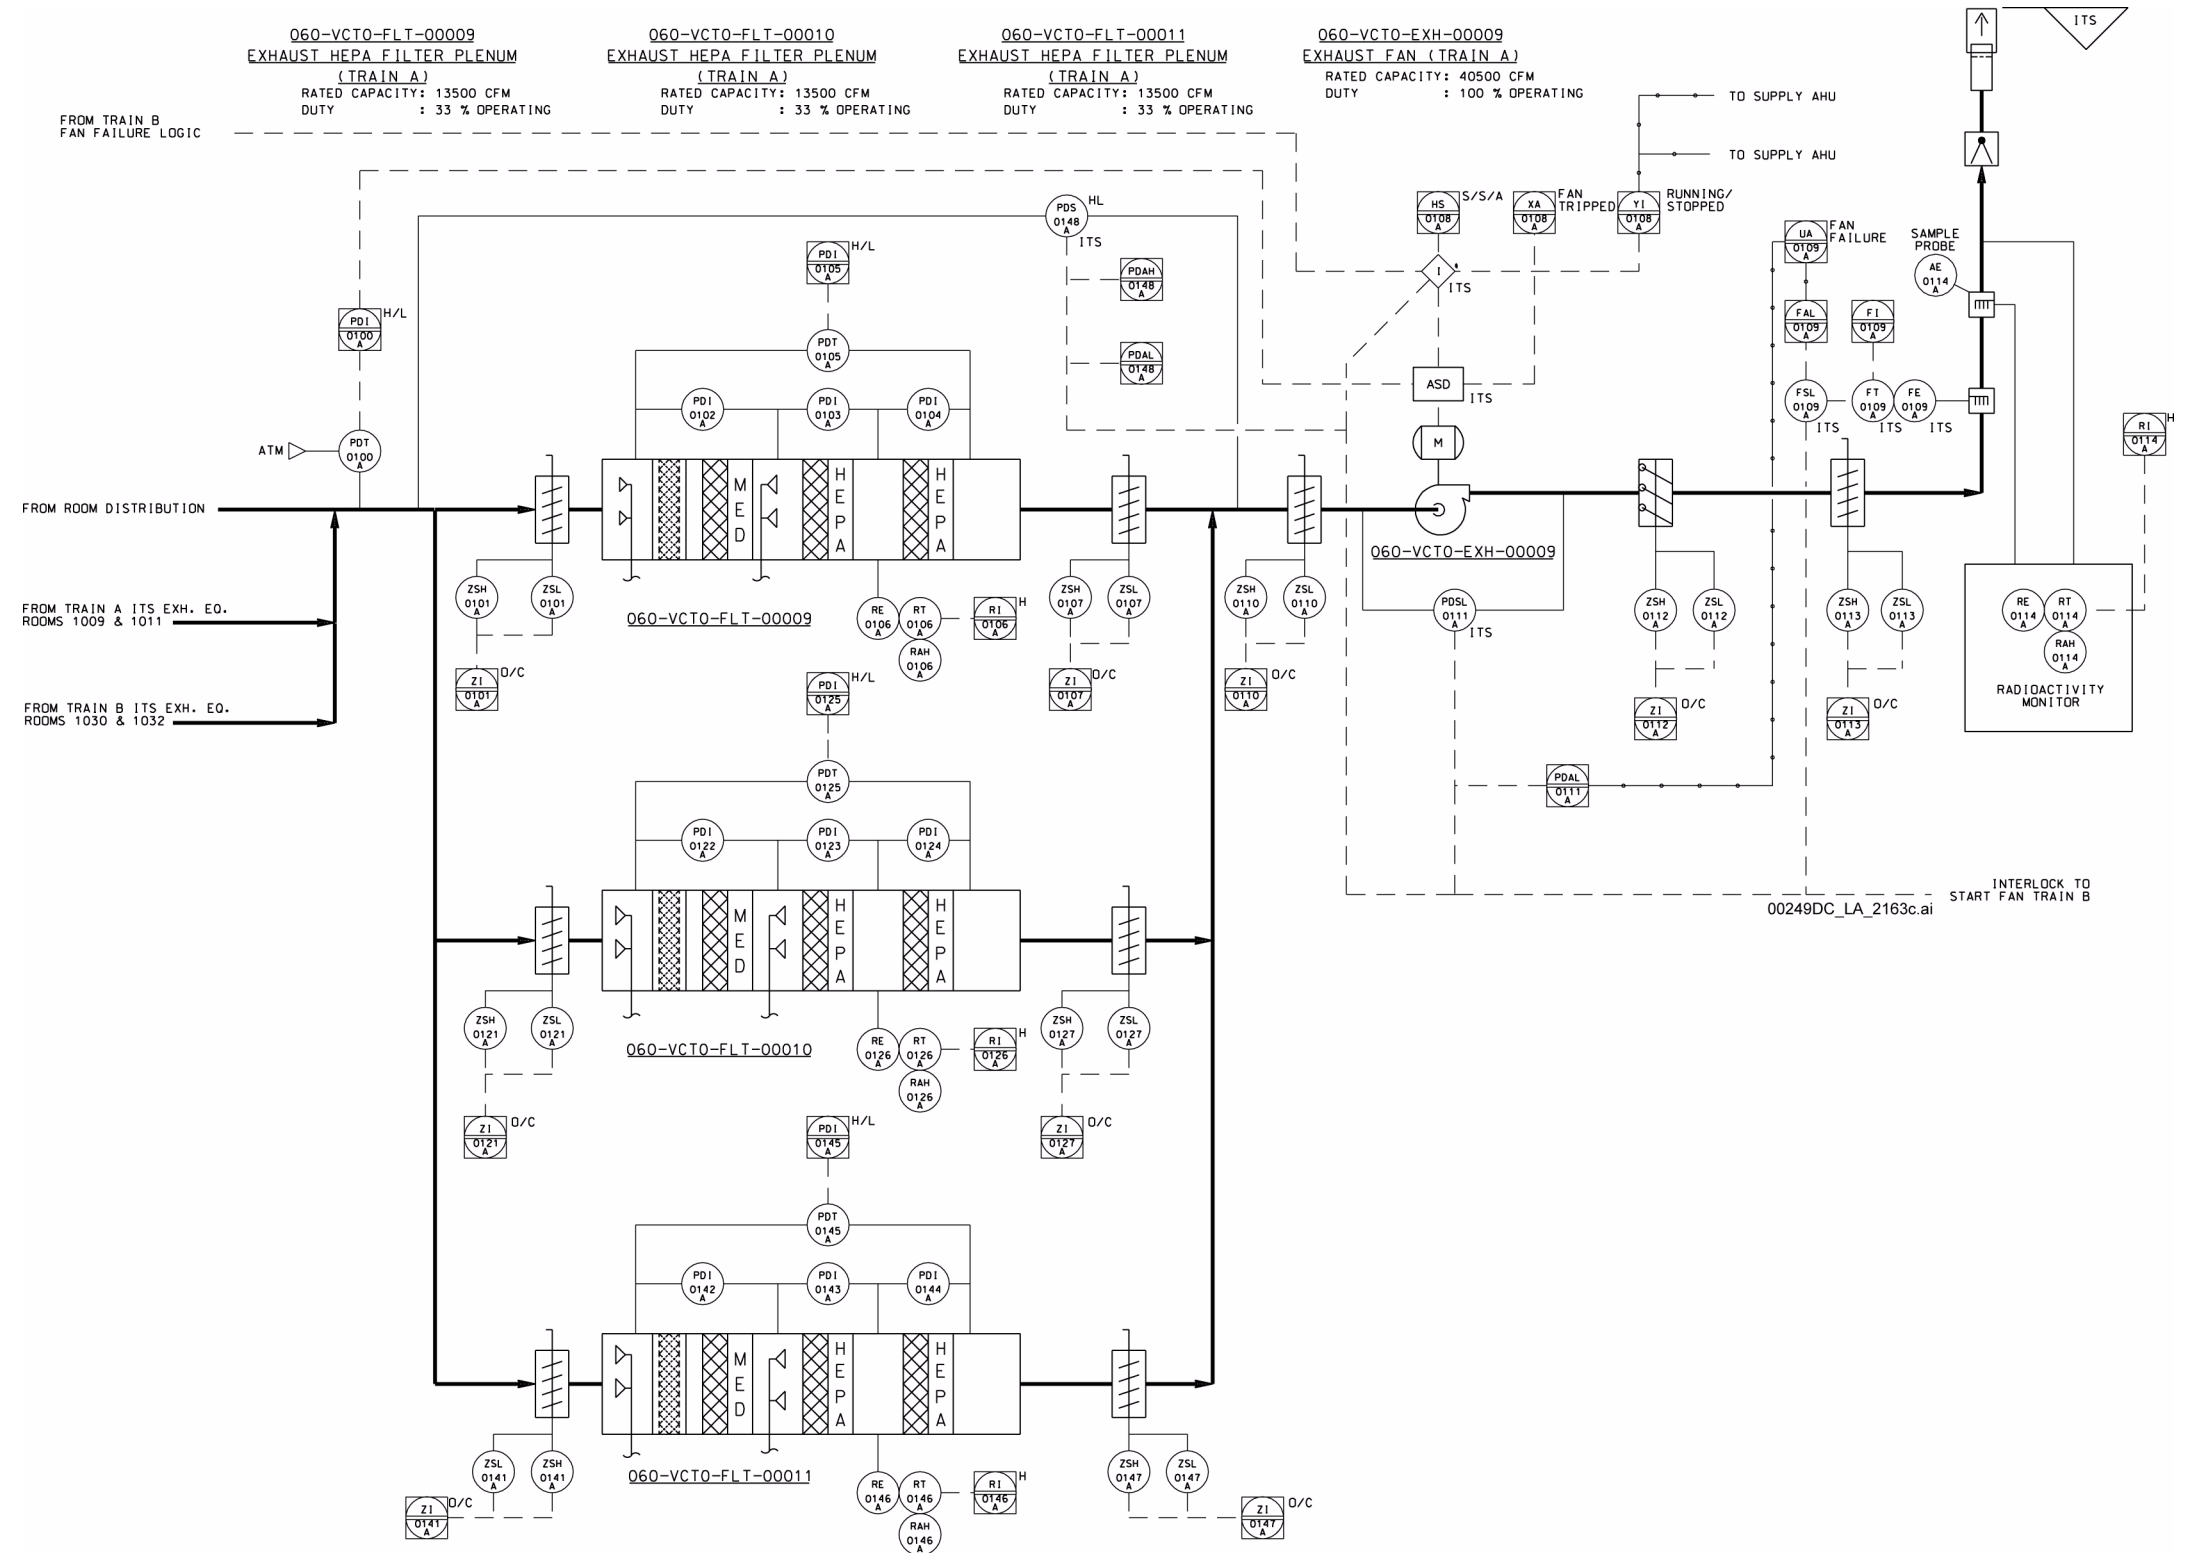 060-VCTO-FLT-00009
EXHAUST HEPA FILTER PLENUM
(TRAIN A)
RATED CAPACITY: 13500 CFM
DUTY : 33 % OPERATING
060-VCTO-FLT-00010
EXHAUST HEPA FILTER PLENUM
(TRAIN A)
RATED CAPACITY: 13500 CFM
DUTY : 33 % OPERATING
060-VCTO-FLT-00011
EXHAUST HEPA FILTER PLENUM
(TRAIN A)
RATED CAPACITY: 13500 CFM
DUTY : 33 % OPERATING
060-VCTO-EXH-00009
EXHAUST FAN (TRAIN A)
RATED CAPACITY: 40500 CFM
DUTY : 100 % OPERATING
ITS
TO SUPPLY AHU
TO SUPPLY AHU
FROM TRAIN B
FAN FAILURE LOGIC
PDS
0148
A
HL
ITS
HS
0108
A
S/S/A
XA
0108
A
FAN
TRIPPED
YI
0108
A
RUNNING/
STOPPED
UA
0109
A
FAN
FAILURE
SAMPLE
PROBE
AE
0114
A
I
ITS
PDI
0105
A
H/L
PDAH
0148
A
PDI
0100
A
H/L
PDT
0105
A
PDAL
0148
A
FAL
0109
A
FI
0109
A
ASD
ITS
PDI
0102
A
PDI
0103
A
PDI
0104
A
FSL
0109
A
ITS
FT
0109
A
ITS
FE
0109
A
ITS
RI
0114
A
H
ATM
PDT
0100
A
M
MED
HEPA
HEPA
FROM ROOM DISTRIBUTION
060-VCTO-EXH-00009
ZSH
0101
A
ZSL
0101
A
ZI
0101
A
O/C
060-VCTO-FLT-00009
RE
0106
A
RT
0106
A
RAH
0106
A
RI
0106
A
H
ZSH
0107
A
ZSL
0107
A
ZI
0107
A
O/C
ZSH
0110
A
ZSL
0110
A
ZI
0110
A
O/C
PDSL
0111
A
ITS
ZSH
0112
A
ZSL
0112
A
ZI
0112
A
O/C
ZSH
0113
A
ZSL
0113
A
ZI
0113
A
O/C
RE
0114
A
RT
0114
A
RAH
0114
A
RADIOACTIVITY
MONITOR
FROM TRAIN A ITS EXH. EQ.
ROOMS 1009 & 1011
FROM TRAIN B ITS EXH. EQ.
ROOMS 1030 & 1032
PDI
0125
A
H/L
PDT
0125
A
PDAL
0111
A
PDI
0122
A
PDI
0123
A
PDI
0124
A
INTERLOCK TO
START FAN TRAIN B
00249DC_LA_2163c.ai
MED
HEPA
HEPA
ZSH
0121
A
ZSL
0121
A
ZI
0121
A
O/C
060-VCTO-FLT-00010
RE
0126
A
RT
0126
A
RAH
0126
A
RI
0126
A
H
ZSH
0127
A
ZSL
0127
A
ZI
0127
A
O/C
PDI
0145
A
H/L
PDT
0145
A
PDI
0142
A
PDI
0143
A
PDI
0144
A
MED
HEPA
HEPA
ZSL
0141
A
ZSH
0141
A
ZI
0141
A
O/C
060-VCTO-FLT-00011
RE
0146
A
RT
0146
A
RAH
0146
A
RI
0146
A
H
ZSH
0147
A
ZSL
0147
A
ZI
0147
A
O/C